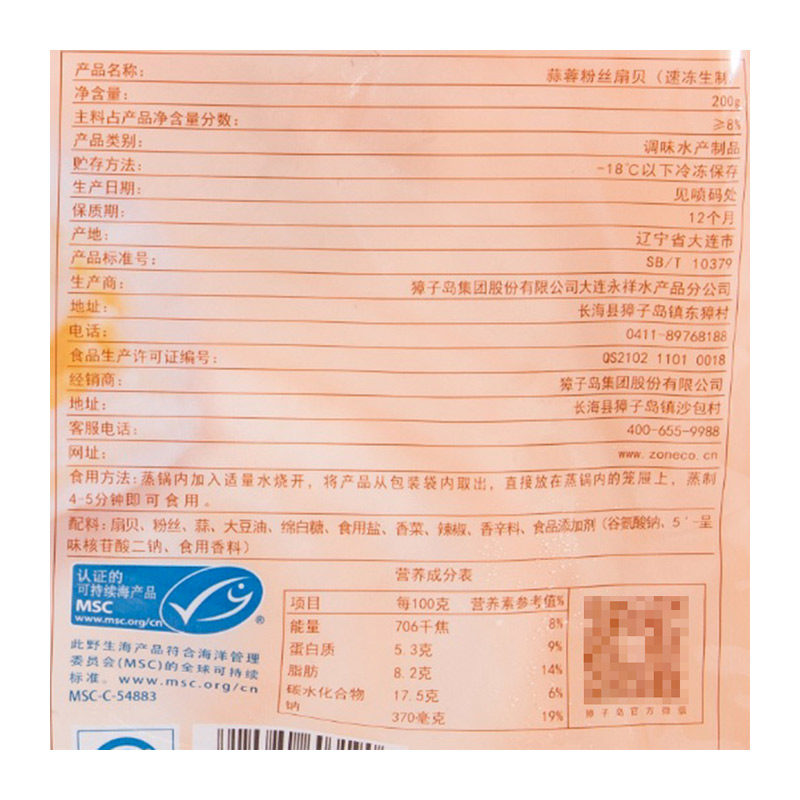 产品名称: 蒜蓉粉丝扇贝（速冻生制
净含量: 200g
主料占产品净含量分数: ≥8%
产品类别: 调味水产制品
贮存方法: -18℃以下冷冻保存
生产日期: 见喷码处
保质期: 12个月
产地: 辽宁省大连市
产品标准号: SB/T 10379
生产商: 獐子岛集团股份有限公司大连永祥水产品分公司
地址: 长海县獐子岛镇东獐村
电话: 0411-89768188
食品生产许可证编号: QS2102 1101 0018
经销商: 獐子岛集团股份有限公司
地址: 长海县獐子岛镇沙包村
客服电话: 400-655-9988
网址: www.zoneco.cn
食用方法: 蒸锅内加入适量水烧开，将产品从包装袋内取出，直接放在蒸锅内的笼屉上，蒸制
4-5分钟即可食用。
配料: 扇贝、粉丝、蒜、大豆油、绵白糖、食用盐、香菜、辣椒、香辛料、食品添加剂（谷氨酸钠、5'-呈
味核苷酸二钠、食用香料）
认证的
可持续海产品
MSC
www.msc.org/cn
®
此野生海产品符合海洋管理
委员会(MSC)的全球可持续
标准。www.msc.org/cn
MSC-C-54883
营养成分表
项目 每100克 营养素参考值%
能量 706千焦 8%
蛋白质 5.3克 9%
脂肪 8.2克 14%
碳水化合物 17.5克 6%
钠 370毫克 19%
獐子岛官方微信